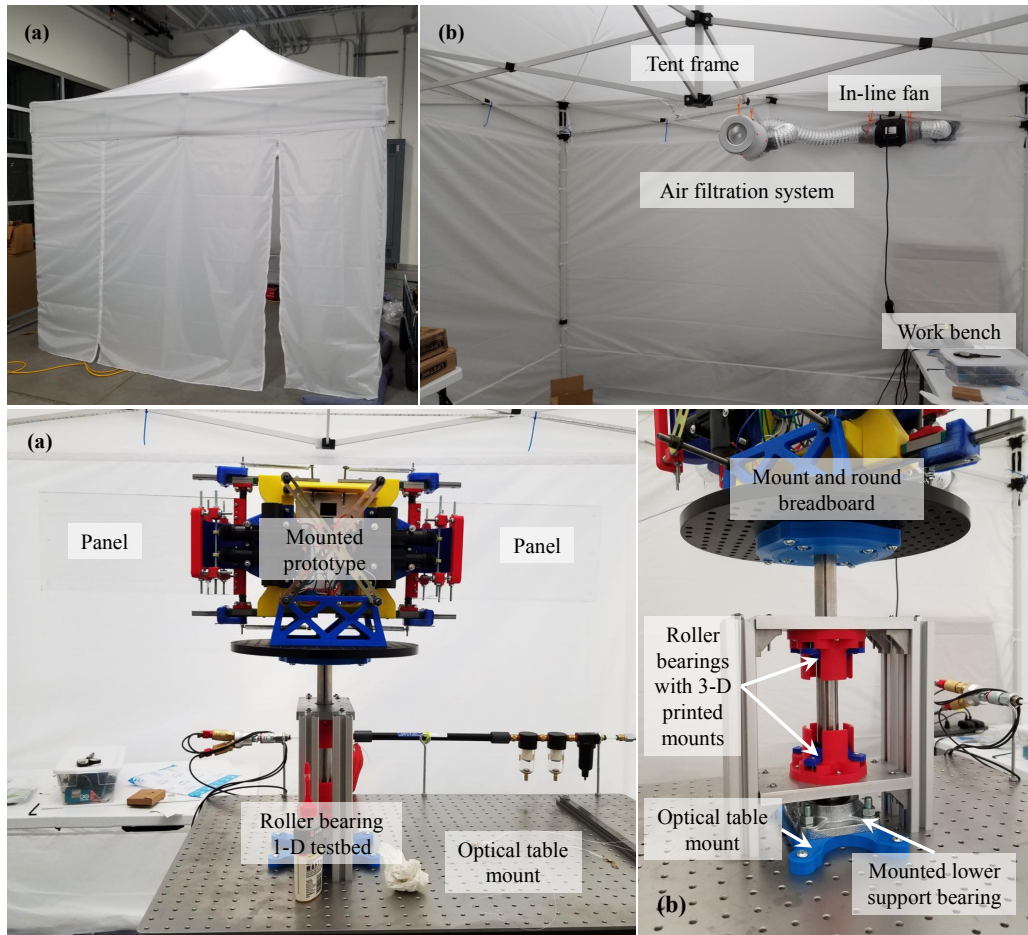 (a)
(b)
Tent frame
In-line fan
Air filtration system
Work bench
(a)
Panel
Mounted
prototype
Panel
Roller bearing
1-D testbed
Optical table
mount
Mount and round
breadboard
Roller
bearings
with 3-D
printed
mounts
Optical table
mount
Mounted lower
support bearing
(b)